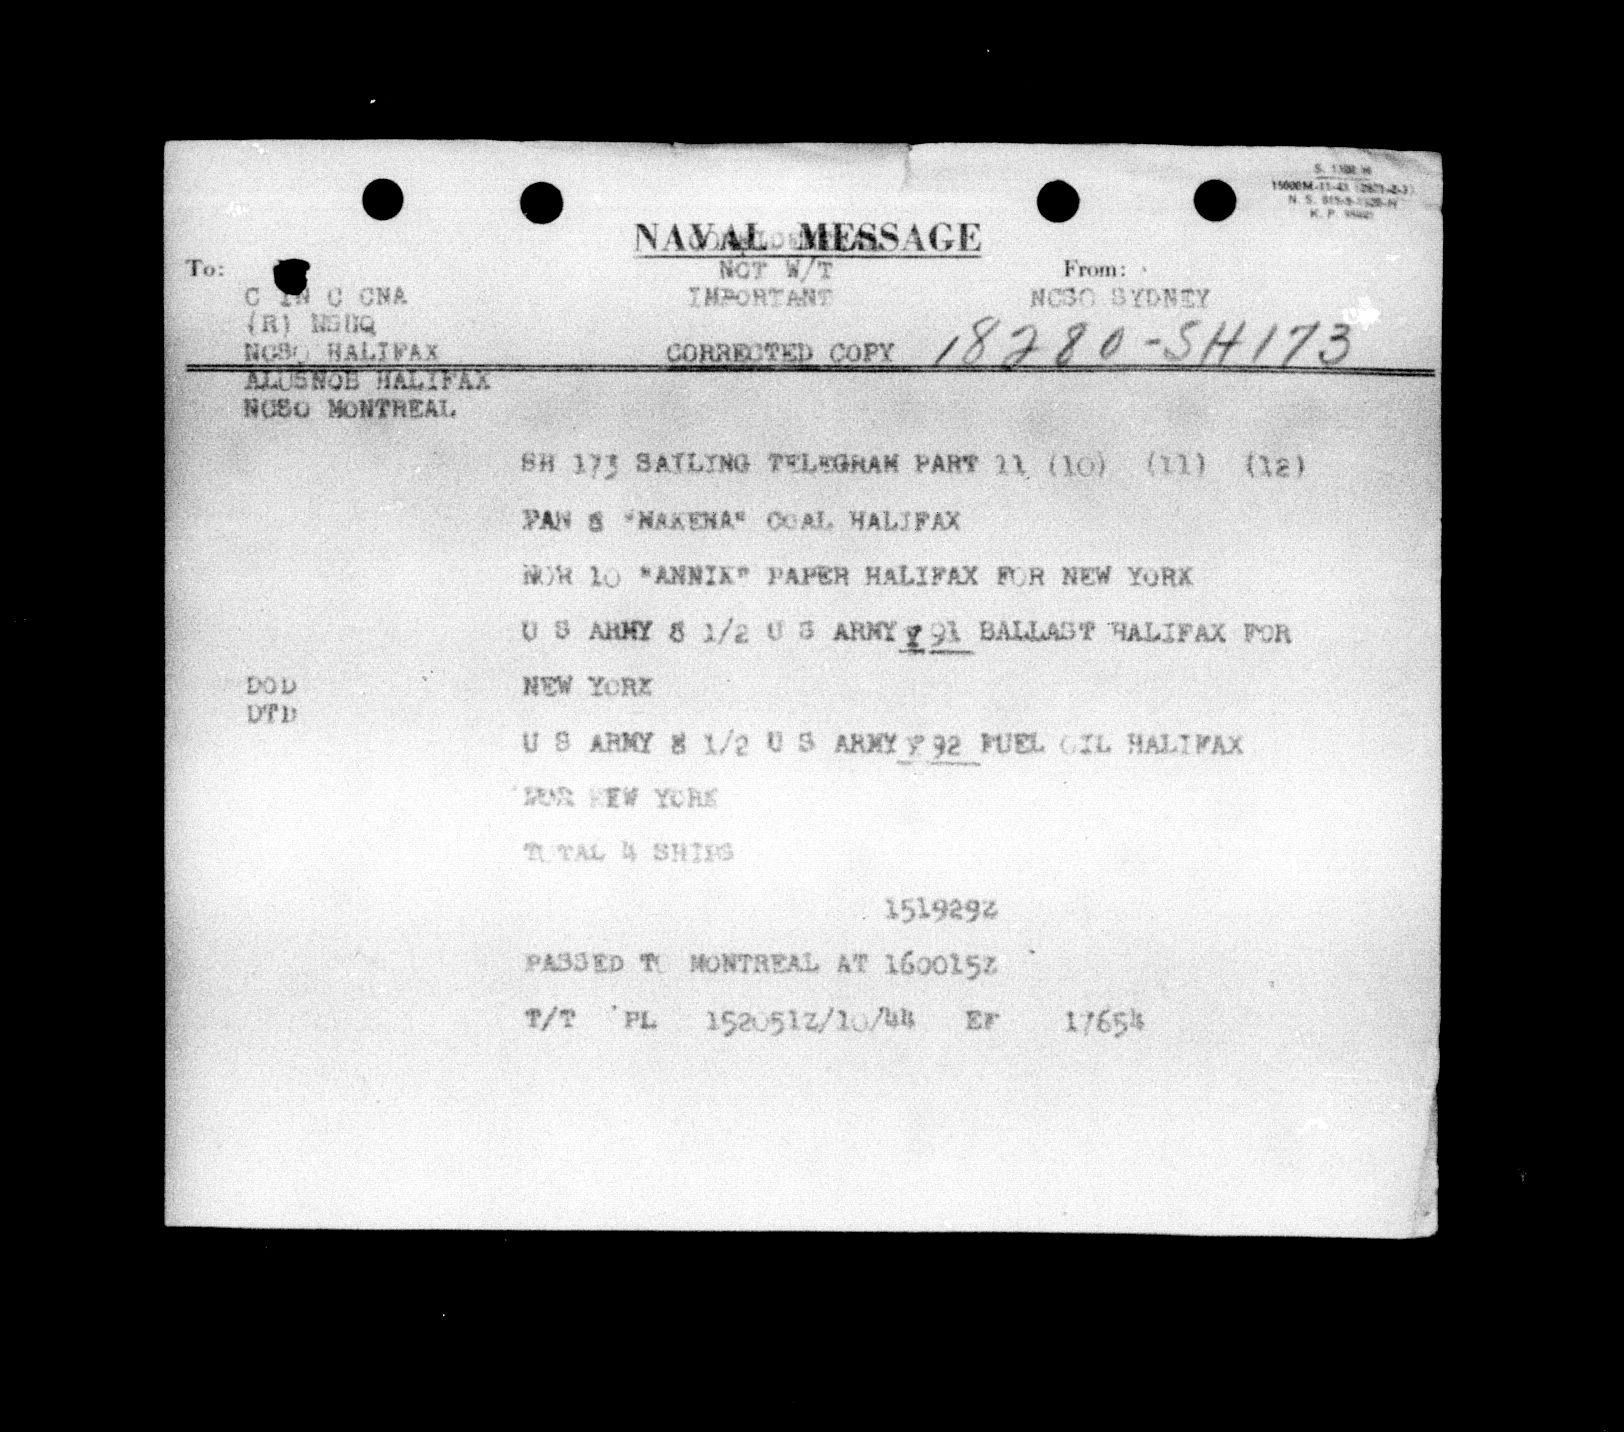 S. 1320 H
NAVAL MESSAGE
CONFIDENTIAL
To:
NOT W/T
From:
C IN C CNA
IMPORTANT
NCSO SYDNEY
(R) NSHQ
NCSO HALIFAX
CORRECTED COPY
18280-SH173
ALUSNOB HALIFAX
NCSO MONTREAL
SH 173 SAILING TELEGRAM PART 11 (10) (11) (12)
PAN 8 "NAKENA" COAL HALIFAX
NOR 10 "ANNIK" PAPER HALIFAX FOR NEW YORK
U S ARMY 8 1/2 U S ARMY F 91 BALLAST HALIFAX FOR
DOD
NEW YORK
DTD
U S ARMY 8 1/2 U S ARMY F 92 FUEL OIL HALIFAX
FOR NEW YORK
TOTAL 4 SHIPS
151929Z
PASSED TO MONTREAL AT 160015Z
T/T PL 152051Z/10/44 EF 17654